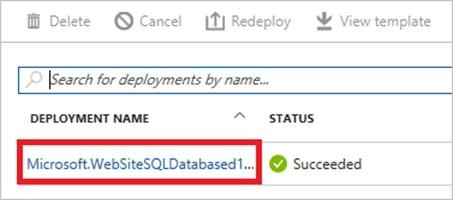 Delete Cancel Redeploy View template
Search for deployments by name...
DEPLOYMENT NAME STATUS
Microsoft.WebSiteSQLDatabased1... Succeeded